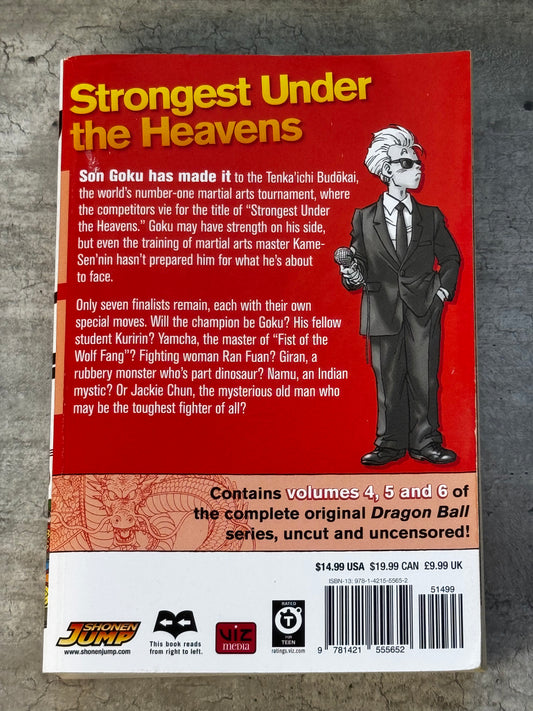 Strongest Under
the Heavens
Son Goku has made it to the Tenka'ichi Budōkai,
the world's number-one martial arts tournament, where
the competitors vie for the title of “Strongest Under
the Heavens.” Goku may have strength on his side,
but even the training of martial arts master Kame-
Sen'nin hasn't prepared him for what he's about
to face.
Only seven finalists remain, each with their own
special moves. Will the champion be Goku? His fellow
student Kuririn? Yamcha, the master of “Fist of the
Wolf Fang”? Fighting woman Ran Fuan? Giran, a
rubbery monster who's part dinosaur? Namu, an Indian
mystic? Or Jackie Chun, the mysterious old man who
may be the toughest fighter of all?
Contains volumes 4, 5 and 6 of
the complete original Dragon Ball
series, uncut and uncensored!
$14.99 USA $19.99 CAN £9.99 UK
ISBN-13: 978-1-4215-5565-2
51499
SHONEN
JUMP
www.shonenjump.com
This book reads
from right to left.
VIZ
MEDIA
RATED
T
FOR
TEEN
ratings.viz.com
9 781421 555652